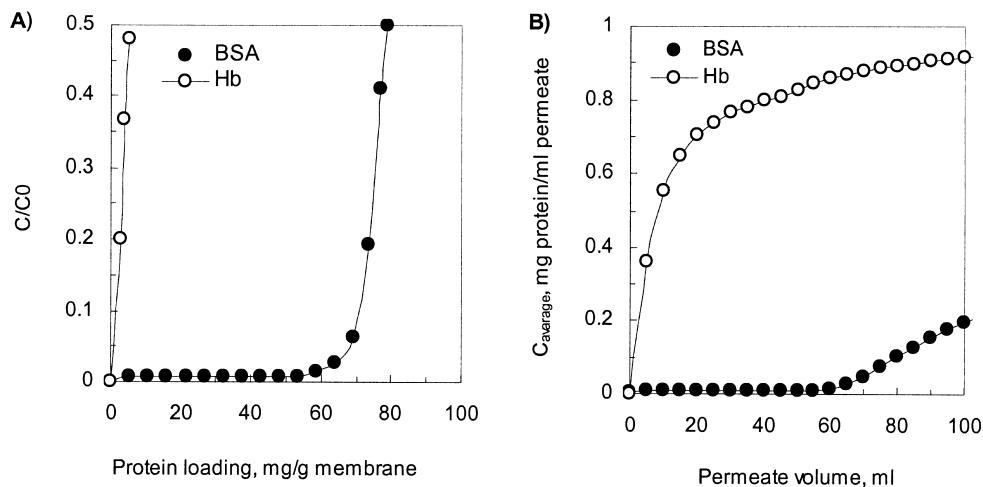 A)
0.5
0.4
0.3
0.2
0.1
0
C/C0
BSA
Hb
0 20 40 60 80 100
Protein loading, mg/g membrane
B)
1
0.8
0.6
0.4
0.2
0
Cavarage, mg protein/ml permeate
BSA
Hb
0 20 40 60 80 100
Permeate volume, ml